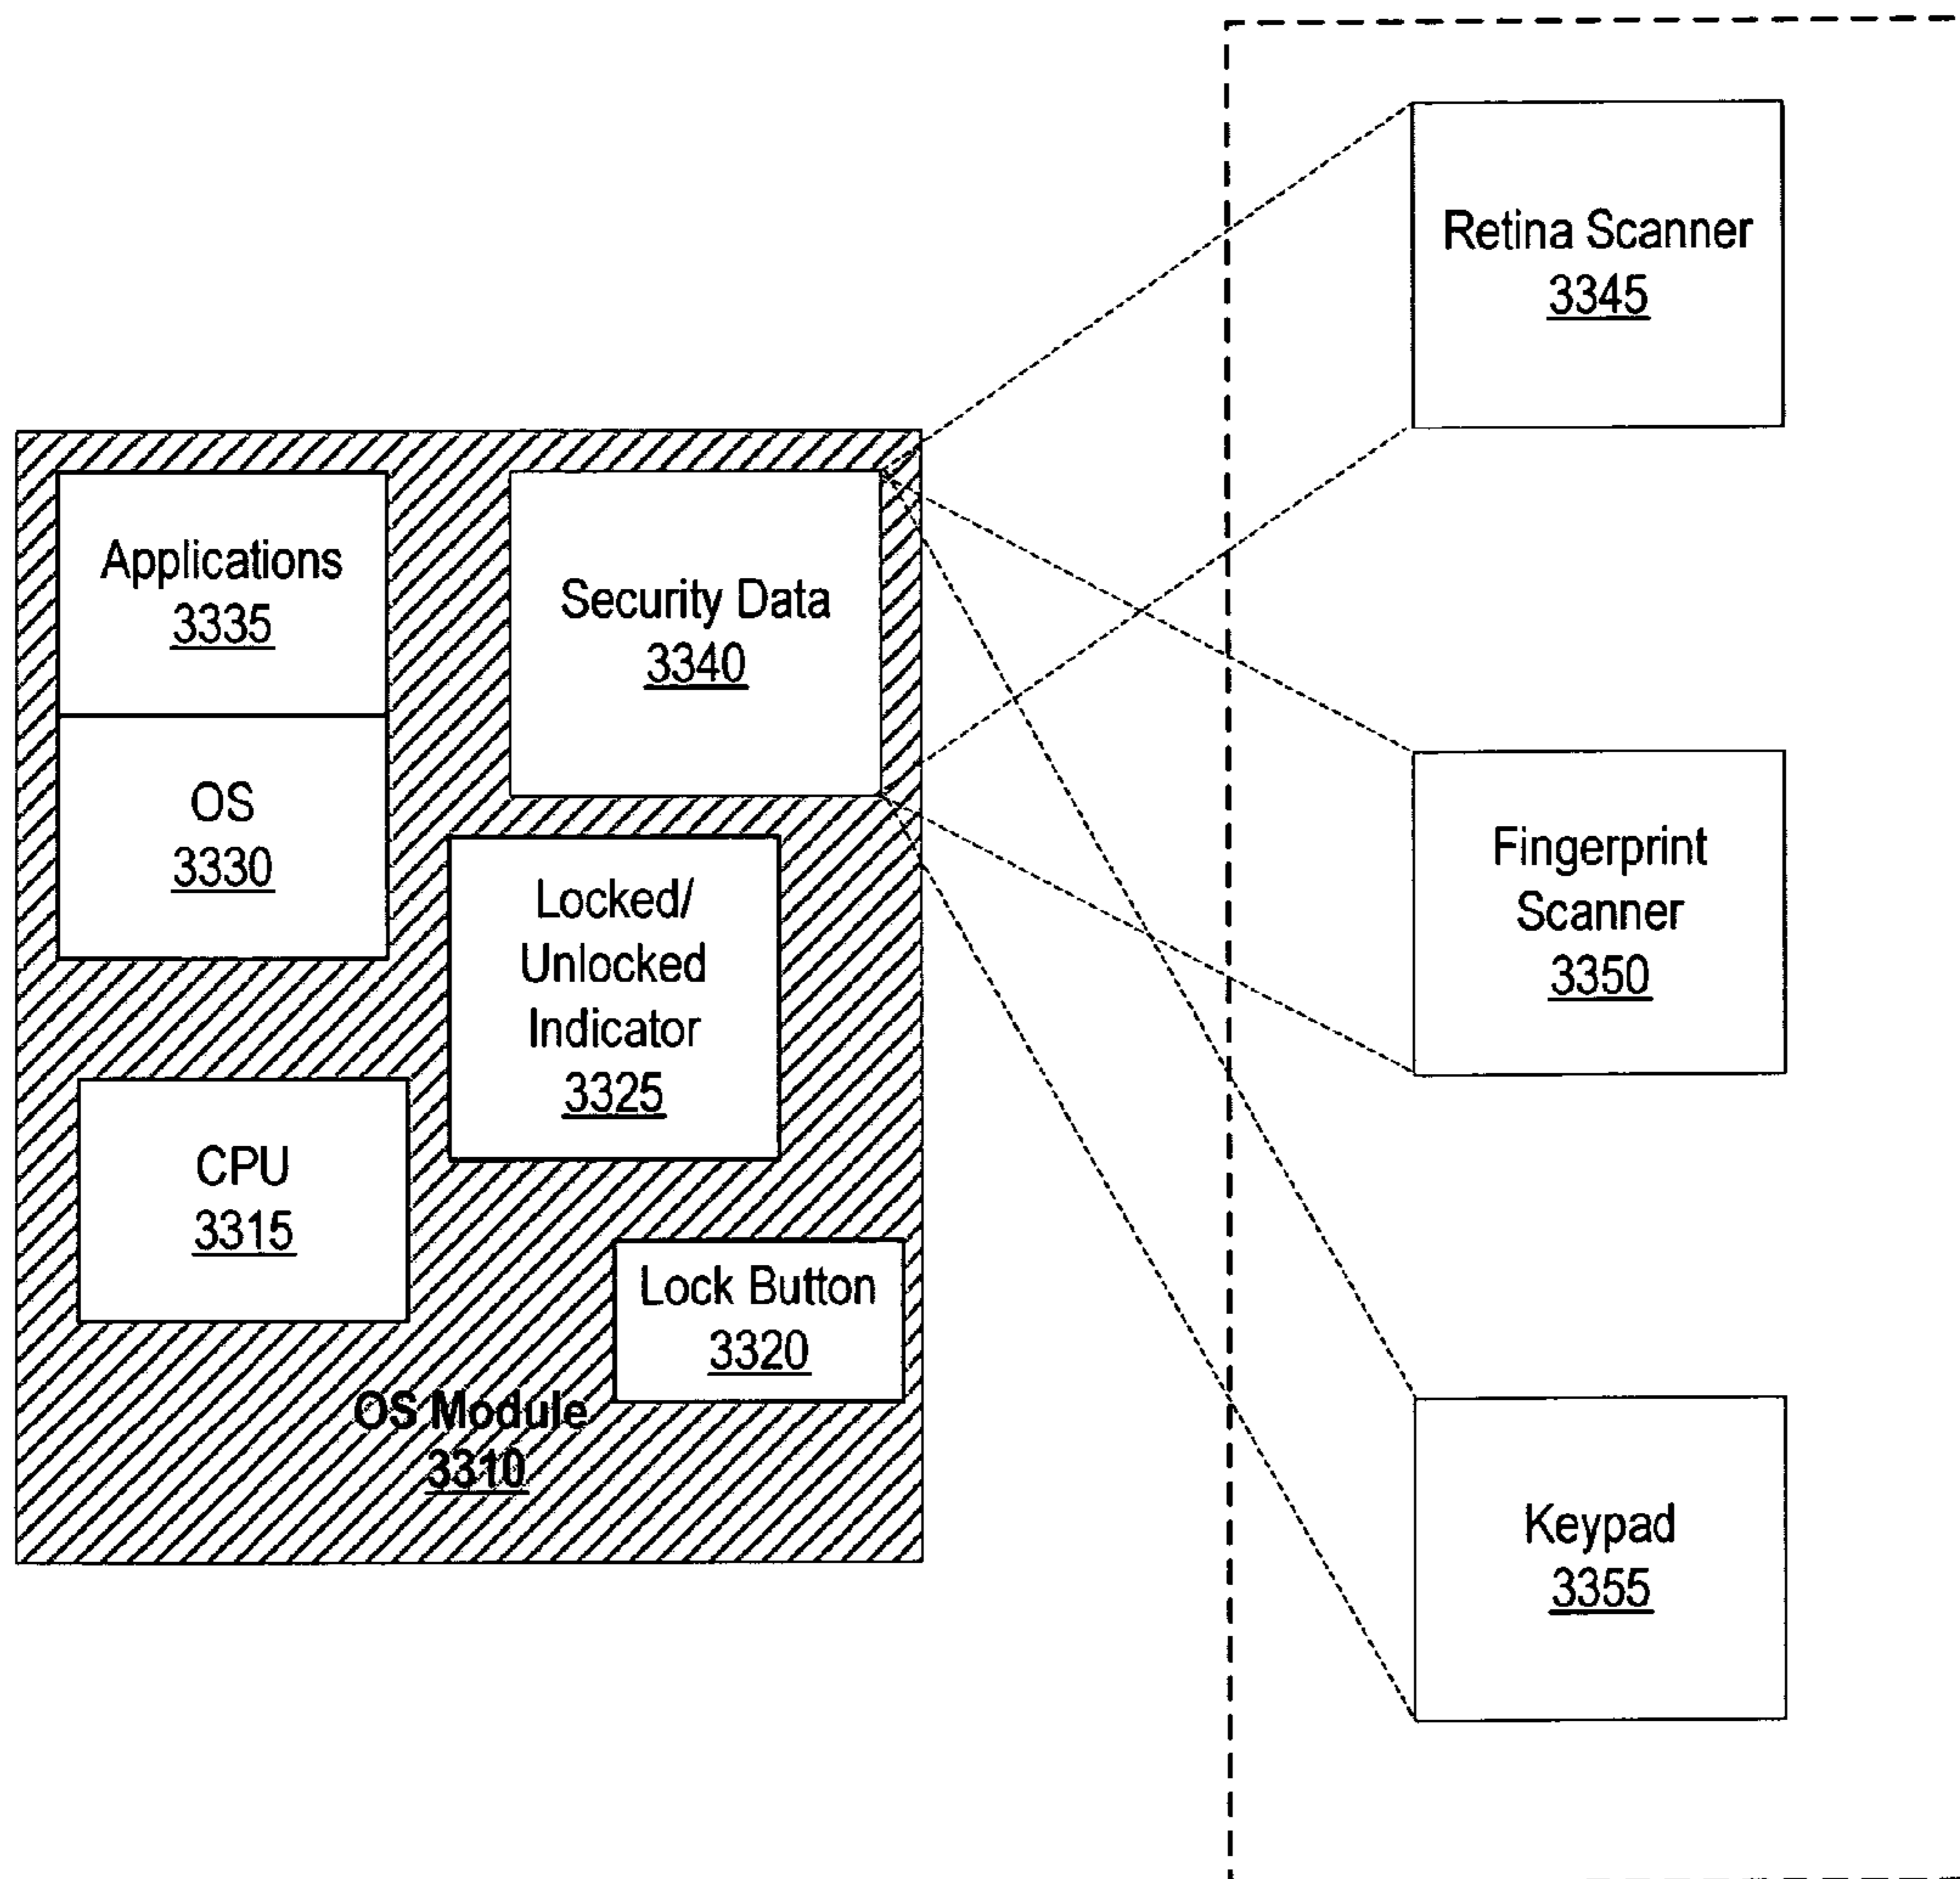 Applications
3335
OS
3330
CPU
3315
Security Data
3340
Locked/
Unlocked
Indicator
3325
Lock Button
3320
OS Module
3310
Retina Scanner
3345
Fingerprint
Scanner
3350
Keypad
3355